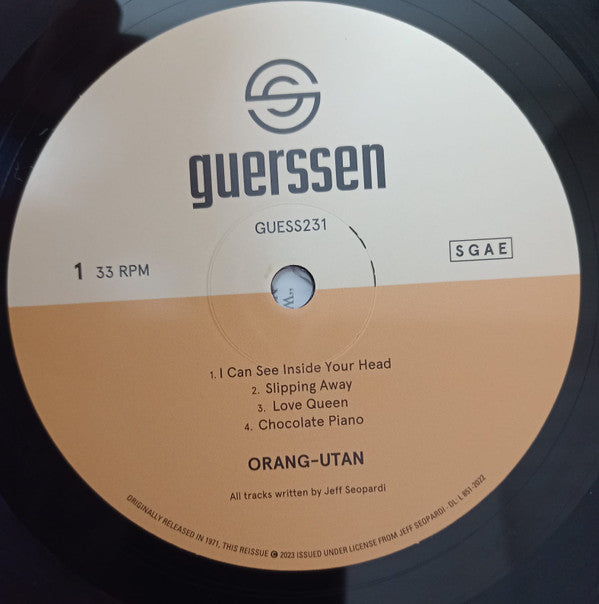 guerssen
GUESS231
1 33 RPM
SGAE
1. I Can See Inside Your Head
2. Slipping Away
3. Love Queen
4. Chocolate Piano
ORANG-UTAN
All tracks written by Jeff Seopardi
ORIGINALLY RELEASED IN 1971, THIS REISSUE © 2023 ISSUED UNDER LICENSE FROM JEFF SEOPARDI - DL: L 851-2022